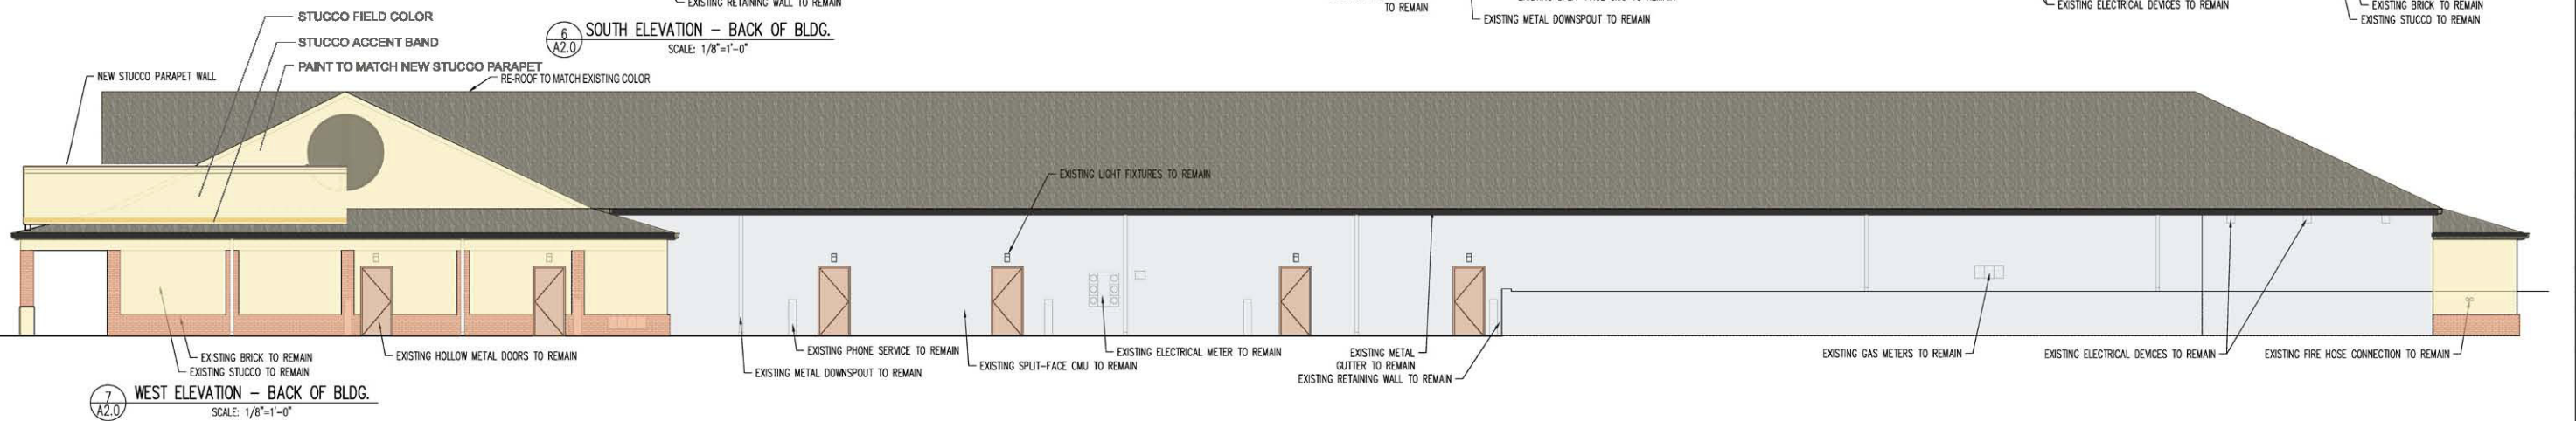 EXISTING RETAINING WALL TO REMAIN
TO REMAIN
EXISTING METAL DOWNSPOUT TO REMAIN
EXISTING ELECTRICAL DEVICES TO REMAIN
EXISTING BRICK TO REMAIN
EXISTING STUCCO TO REMAIN
6
A2.0
SOUTH ELEVATION - BACK OF BLDG.
SCALE: 1/8"=1'-0"
STUCCO FIELD COLOR
STUCCO ACCENT BAND
PAINT TO MATCH NEW STUCCO PARAPET
NEW STUCCO PARAPET WALL
RE-ROOF TO MATCH EXISTING COLOR
EXISTING LIGHT FIXTURES TO REMAIN
EXISTING BRICK TO REMAIN
EXISTING STUCCO TO REMAIN
EXISTING HOLLOW METAL DOORS TO REMAIN
EXISTING METAL DOWNSPOUT TO REMAIN
EXISTING PHONE SERVICE TO REMAIN
EXISTING SPLIT-FACE CMU TO REMAIN
EXISTING ELECTRICAL METER TO REMAIN
EXISTING METAL
GUTTER TO REMAIN
EXISTING RETAINING WALL TO REMAIN
EXISTING GAS METERS TO REMAIN
EXISTING ELECTRICAL DEVICES TO REMAIN
EXISTING FIRE HOSE CONNECTION TO REMAIN
7
A2.0
WEST ELEVATION - BACK OF BLDG.
SCALE: 1/8"=1'-0"